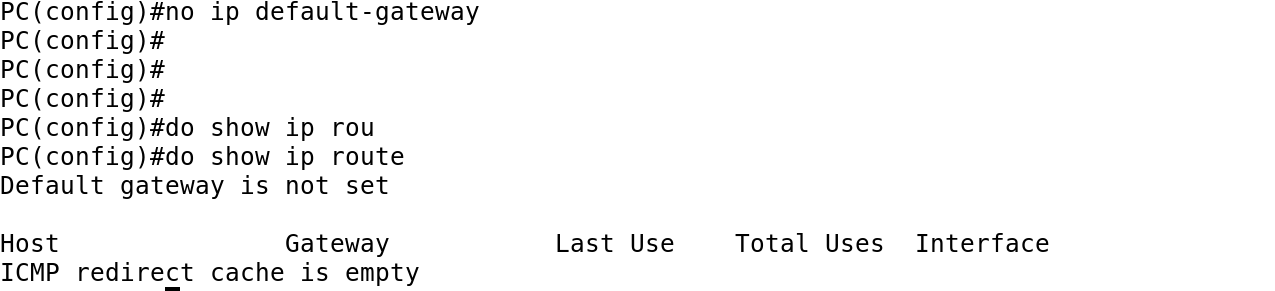 PC(config)#no ip default-gateway
PC(config)#
PC(config)#
PC(config)#
PC(config)#do show ip rou
PC(config)#do show ip route
Default gateway is not set
Host Gateway Last Use Total Uses Interface
ICMP redirect cache is empty